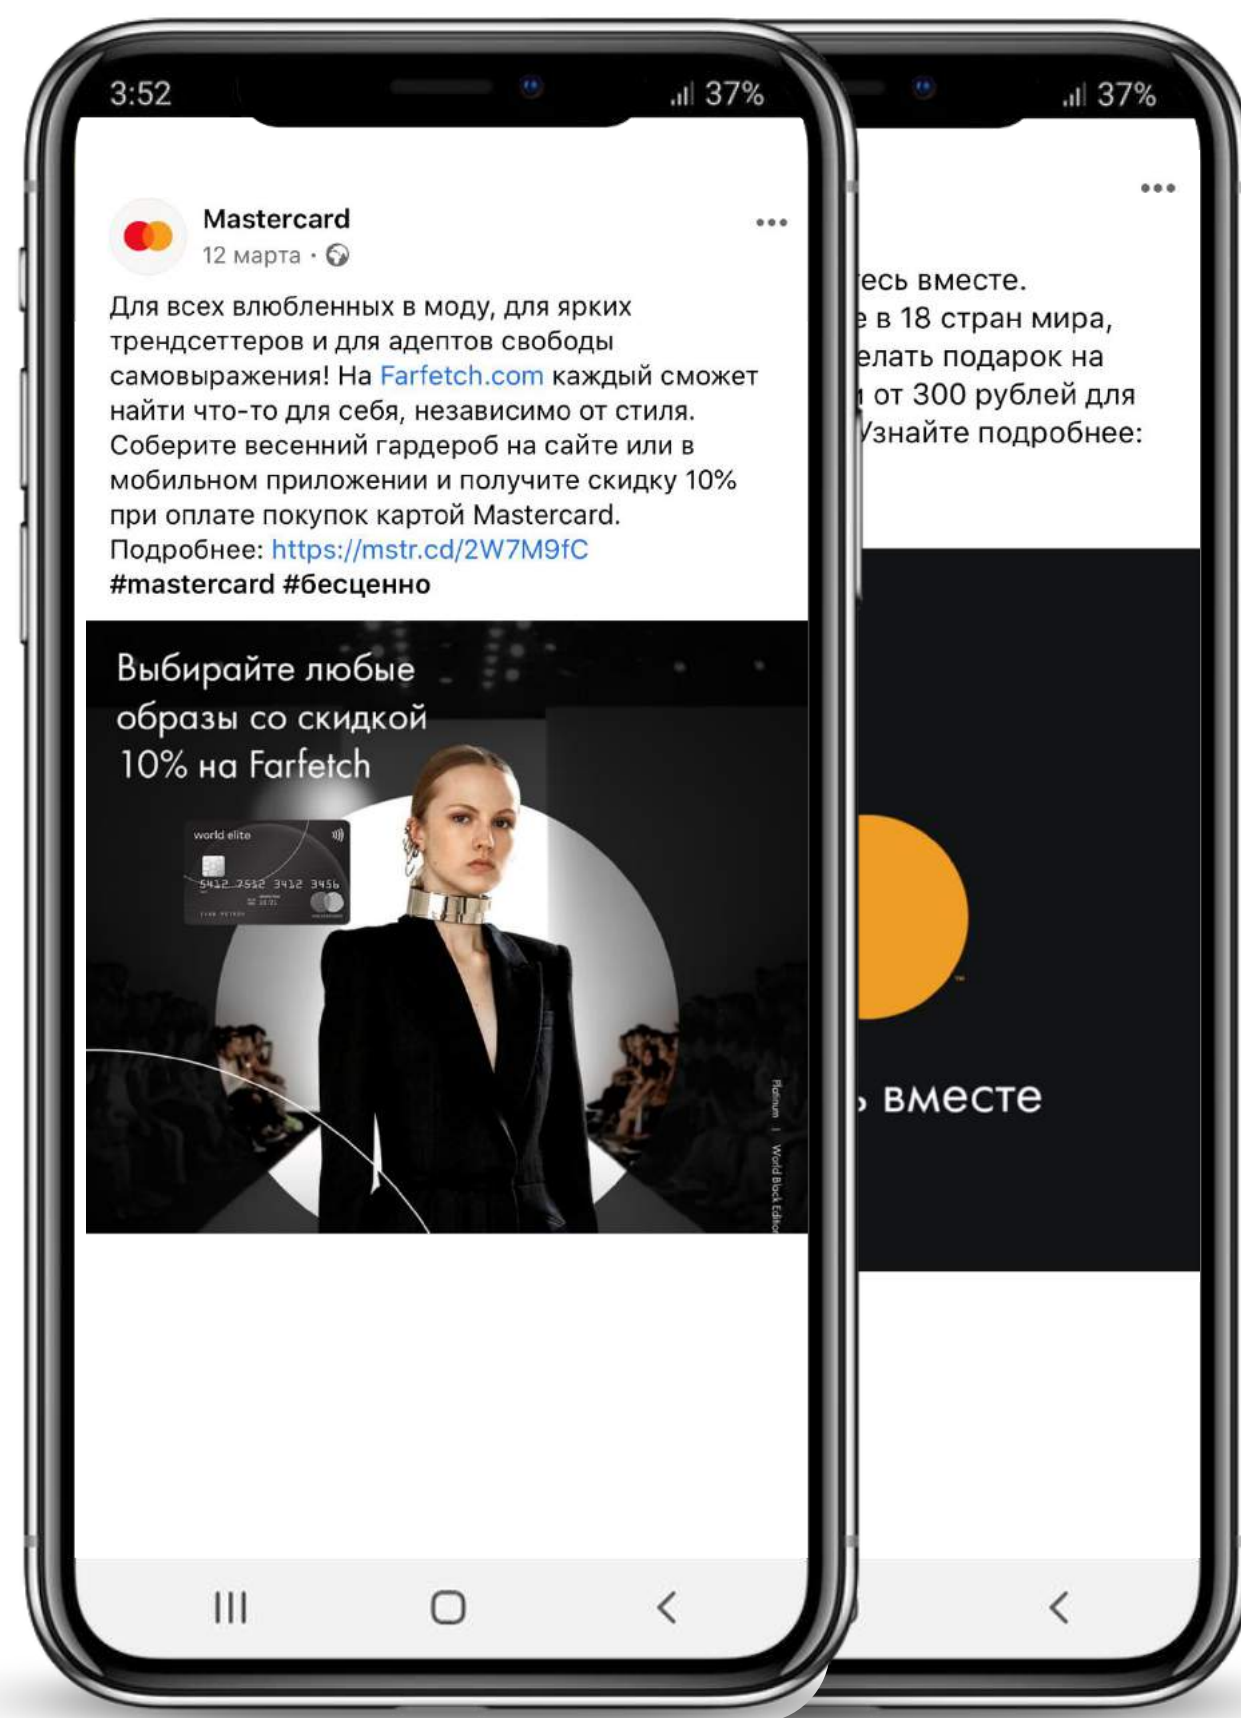 3:52
37%
Mastercard
12 марта ·
Для всех влюбленных в моду, для ярких
трендсеттеров и для адептов свободы
самовыражения! На Farfetch.com каждый сможет
найти что-то для себя, независимо от стиля.
Соберите весенний гардероб на сайте или в
мобильном приложении и получите скидку 10%
при оплате покупок картой Mastercard.
Подробнее: https://mstr.cd/2W7M9fC
#mastercard #бесценно
Выбирайте любые
образы со скидкой
10% на Farfetch
world elite
5412 7512 3412 3456
Platinum | World Black Edition
37%
есь вместе.
е в 18 стран мира,
елать подарок на
от 300 рублей для
Узнайте подробнее:
ь вместе